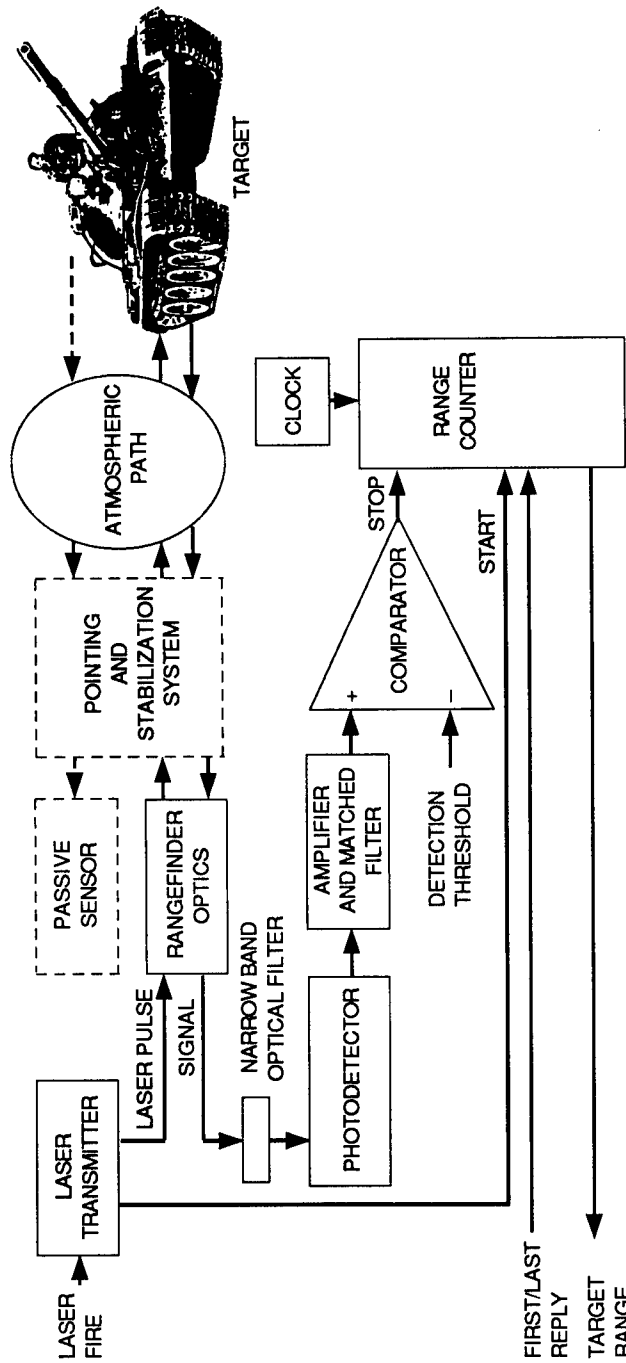 LASER
FIRE
LASER
TRANSMITTER
LASER PULSE
SIGNAL
PASSIVE
SENSOR
RANGEFINDER
OPTICS
POINTING
AND
STABILIZATION
SYSTEM
ATMOSPHERIC
PATH
TARGET
NARROW BAND
OPTICAL FILTER
PHOTODETECTOR
AMPLIFIER
AND MATCHED
FILTER
DETECTION
THRESHOLD
+
−
COMPARATOR
STOP
START
CLOCK
RANGE
COUNTER
FIRST/LAST
REPLY
TARGET
RANGE